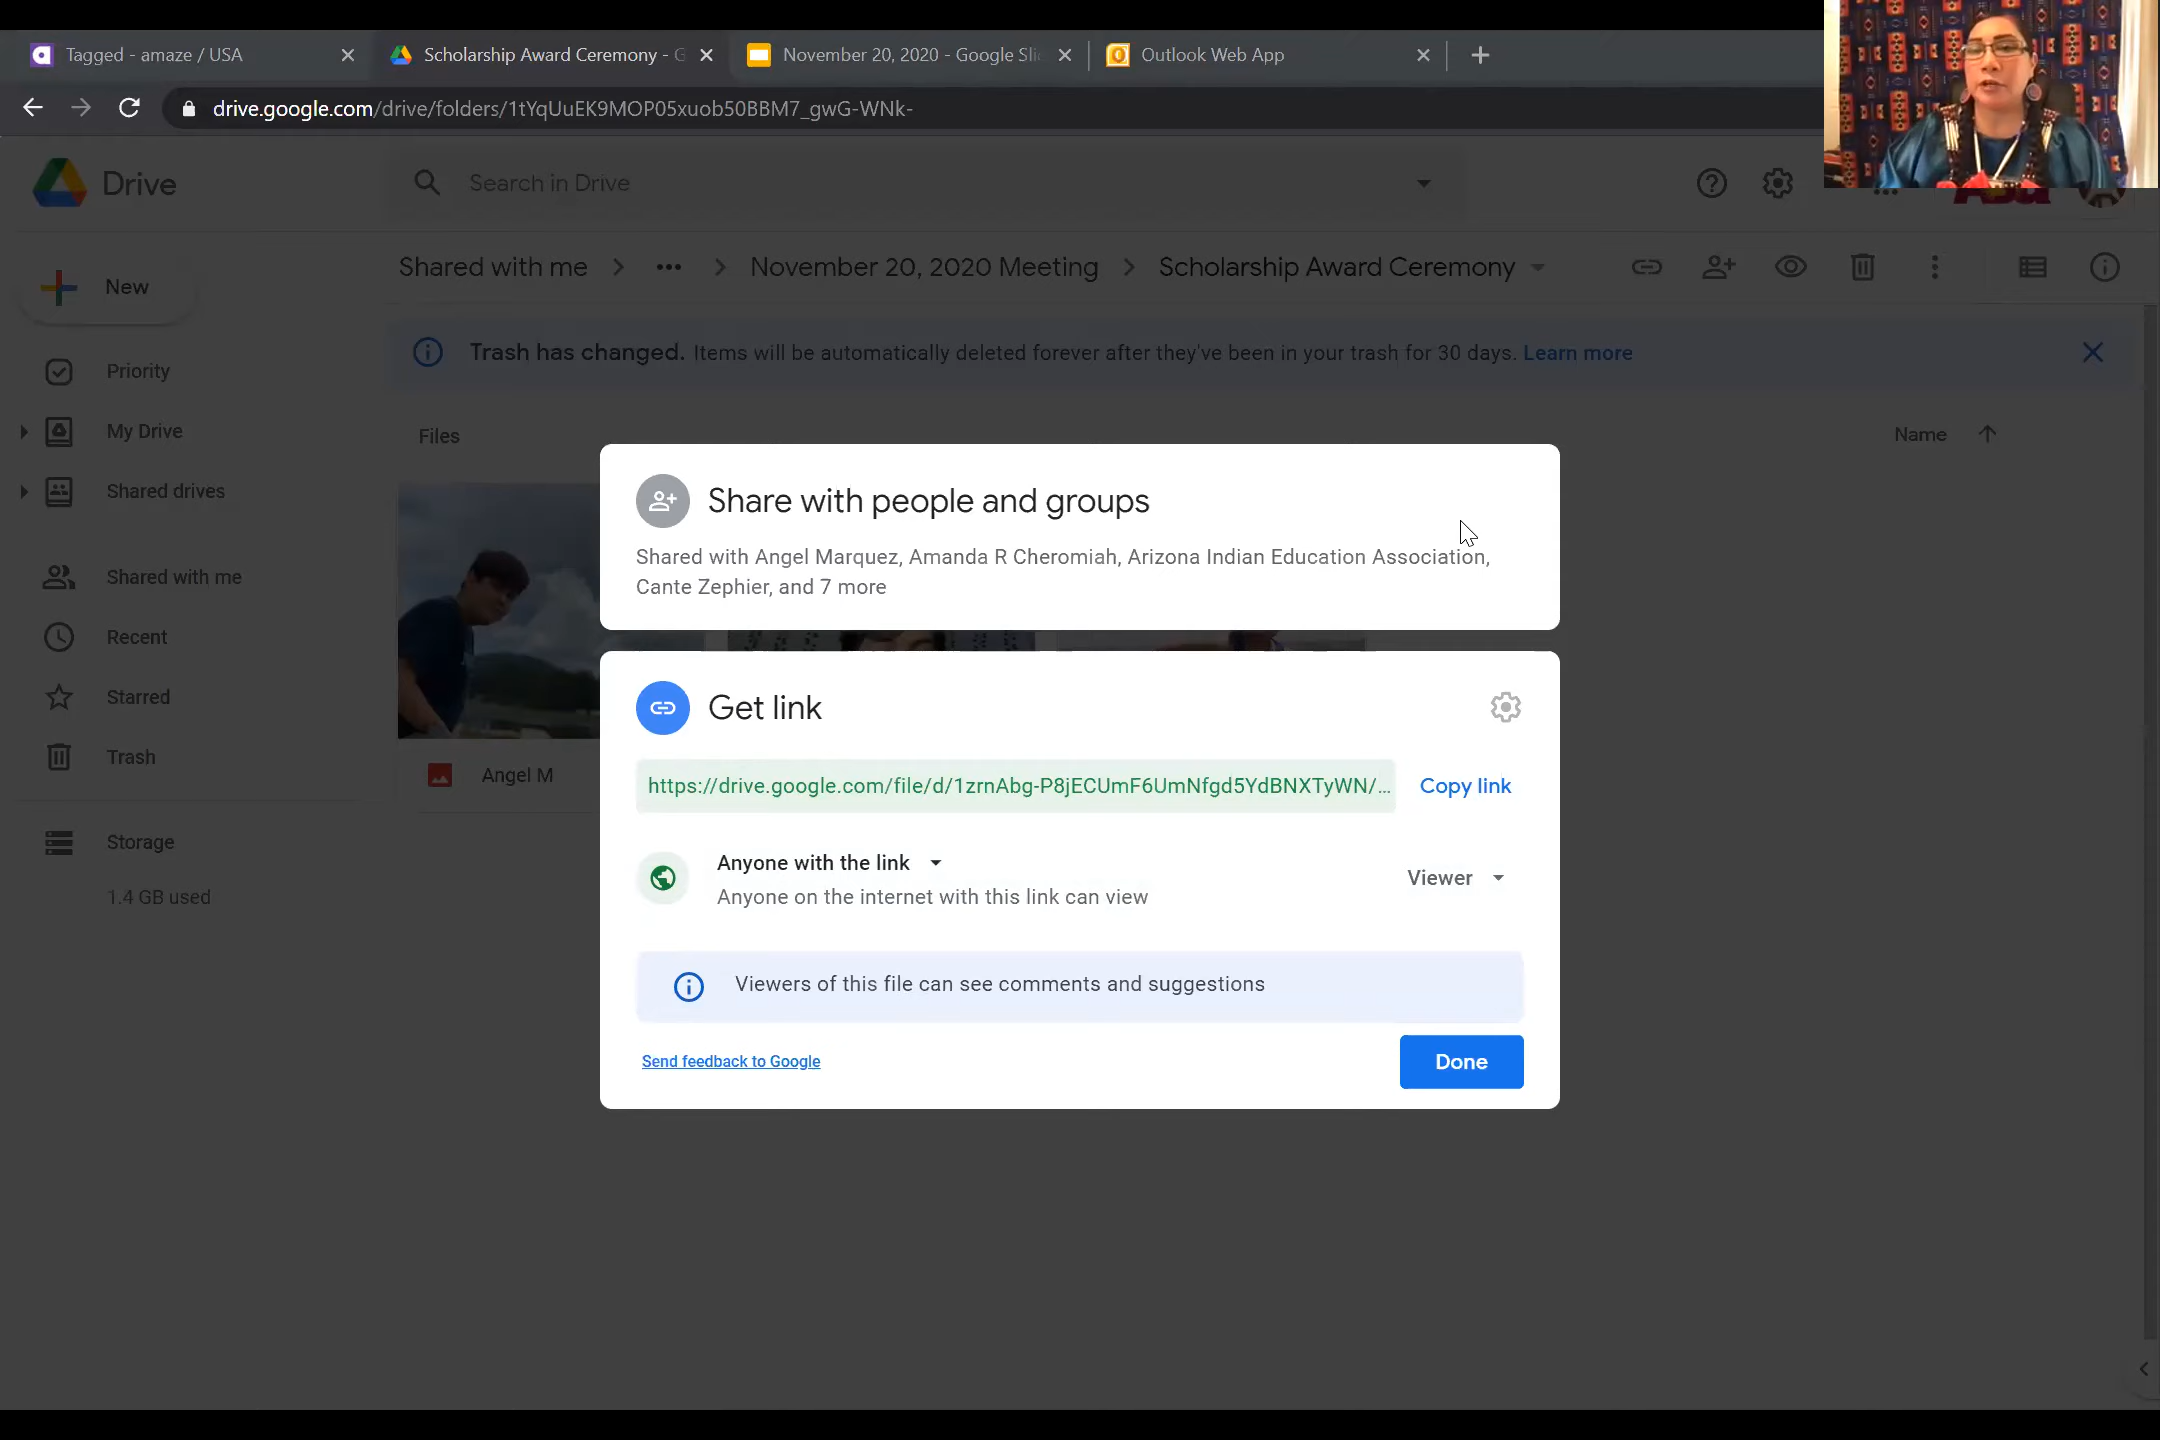 Tagged - amaze / USA
Scholarship Award Ceremony - G
November 20, 2020 - Google Slid
Outlook Web App
drive.google.com/drive/folders/1tYqUuEK9MOP05xuob50BBM7_gwG-WNk-
Drive
Search in Drive
New
Shared with me > ••• > November 20, 2020 Meeting > Scholarship Award Ceremony
Trash has changed. Items will be automatically deleted forever after they've been in your trash for 30 days. Learn more
Priority
My Drive
Shared drives
Shared with me
Recent
Starred
Trash
Storage
1.4 GB used
Files
Name
Angel M
Share with people and groups
Shared with Angel Marquez, Amanda R Cheromiah, Arizona Indian Education Association,
Cante Zephier, and 7 more
Get link
https://drive.google.com/file/d/1zrnAbg-P8jECUmF6UmNfgd5YdBNXTyWN/...
Copy link
Anyone with the link
Anyone on the internet with this link can view
Viewer
Viewers of this file can see comments and suggestions
Send feedback to Google
Done